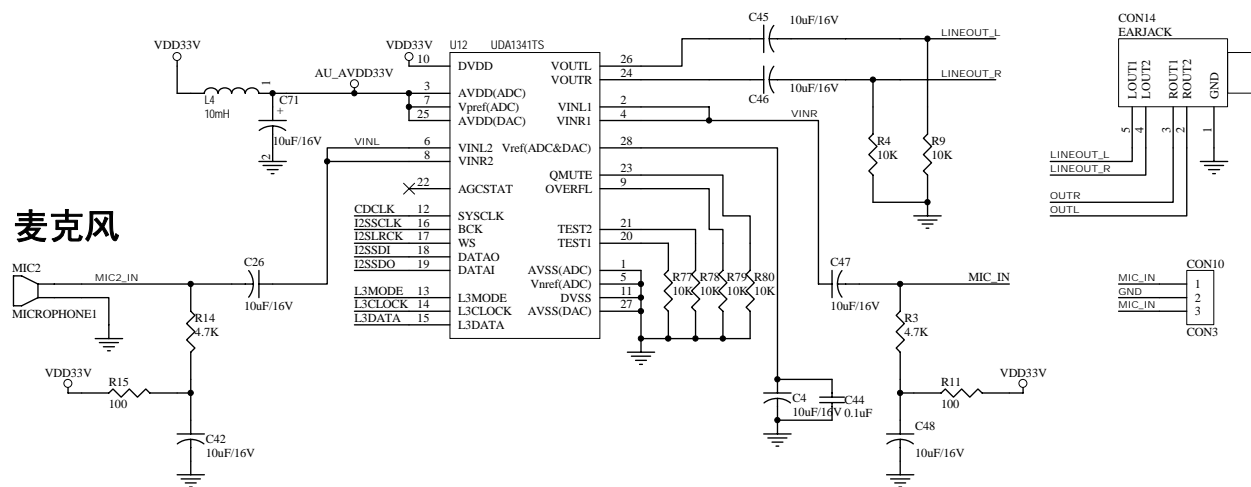 VDD33V
L4
10mH
1
C71
+
10uF/16V
2
AU_AVDD33V
VDD33V
U12 UDA1341TS
10 DVDD
3 AVDD(ADC)
7 Vpref(ADC)
25 AVDD(DAC)
VINL 6 VINL2
8 VINR2
22 AGCSTAT
CDCLK 12 SYSCLK
I2SSCLK 16 BCK
I2SLRCK 17 WS
I2SSDI 18 DATAO
I2SSDO 19 DATAI
L3MODE 13 L3MODE
L3CLOCK 14 L3CLOCK
L3DATA 15 L3DATA
VOUTL 26
VOUTR 24
VINL1 2
VINR1 4
Vref(ADC&DAC) 28
QMUTE 23
OVERFL 9
TEST2 21
TEST1 20
AVSS(ADC) 1
Vnref(ADC) 5
DVSS 11
AVSS(DAC) 27
R77 R78 R79 R80
10K 10K 10K 10K
C45 10uF/16V
LINEOUT_L
C46 10uF/16V
LINEOUT_R
R4
10K
R9
10K
VINR
C47
10uF/16V
MIC_IN
R3
4.7K
R11
100
VDD33V
C48
10uF/16V
C4
10uF/16V
C44
0.1uF
麦克风
MIC2
MICROPHONE1
MIC2_IN
C26
10uF/16V
R14
4.7K
VDD33V
R15
100
C42
10uF/16V
CON14
EARJACK
LOUT1
LOUT2
ROUT1
ROUT2
GND
5 4 3 2 1
LINEOUT_L
LINEOUT_R
OUTR
OUTL
CON10
MIC_IN 1
GND 2
MIC_IN 3
CON3